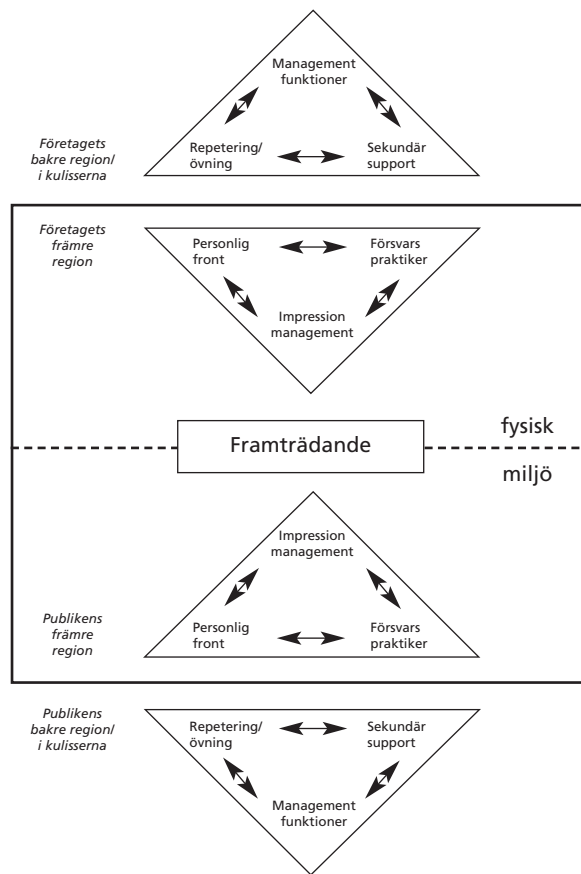 Management
funktioner
Företagets
bakre region/
i kulisserna
Repetering/
övning
Sekundär
support
Företagets
främre
region
Personlig
front
Försvars
praktiker
Impression
management
Framträdande
fysisk
miljö
Impression
management
Publikens
främre
region
Personlig
front
Försvars
praktiker
Publikens
bakre region/
i kulisserna
Repetering/
övning
Sekundär
support
Management
funktioner